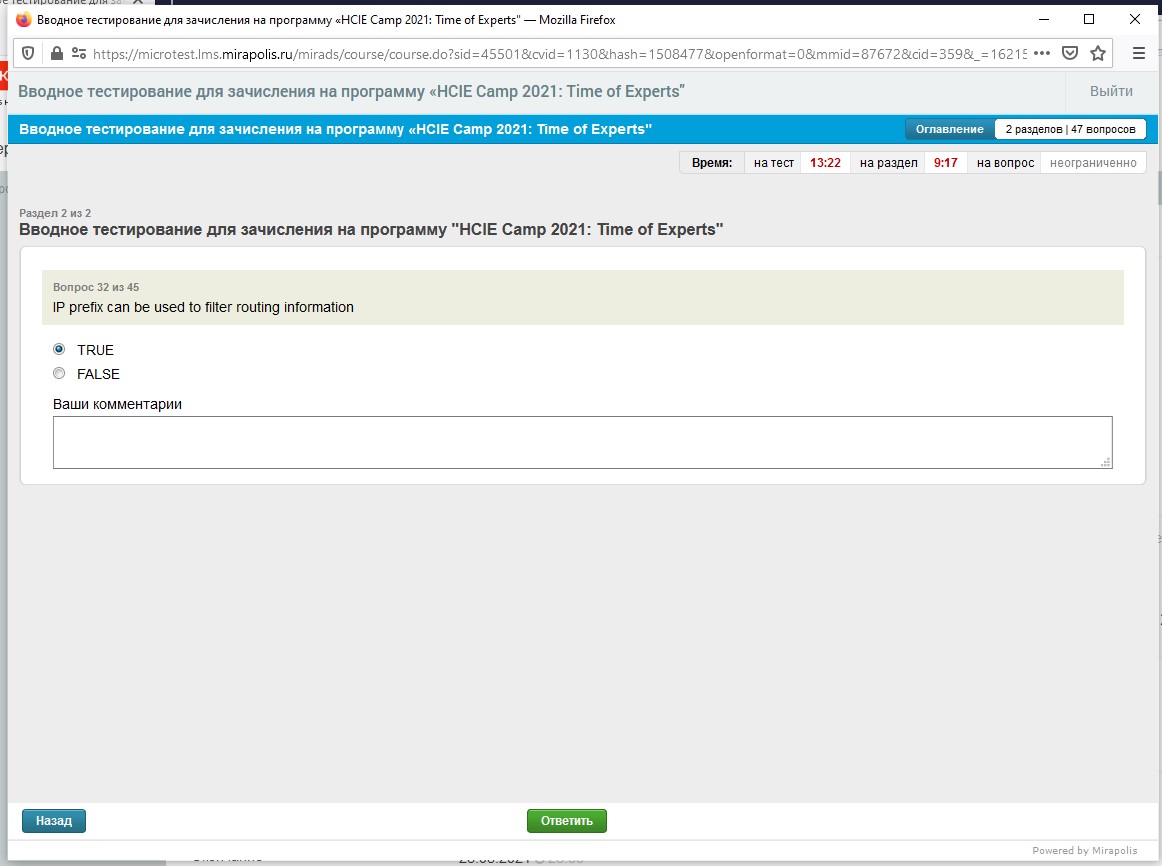 Вводное тестирование для зачисления на программу «HCIE Camp 2021: Time of Experts" — Mozilla Firefox
https://microtest.lms.mirapolis.ru/mirads/course/course.do?sid=45501&cvid=1130&hash=1508477&openformat=0&mmid=87672&cid=359&_=16215
Вводное тестирование для зачисления на программу «HCIE Camp 2021: Time of Experts"
Выйти
Вводное тестирование для зачисления на программу «HCIE Camp 2021: Time of Experts"
Оглавление
2 разделов | 47 вопросов
Время: на тест 13:22 на раздел 9:17 на вопрос неограниченно
Раздел 2 из 2
Вводное тестирование для зачисления на программу "HCIE Camp 2021: Time of Experts"
Вопрос 32 из 45
IP prefix can be used to filter routing information
TRUE
FALSE
Ваши комментарии
Назад
Ответить
Powered by Mirapolis